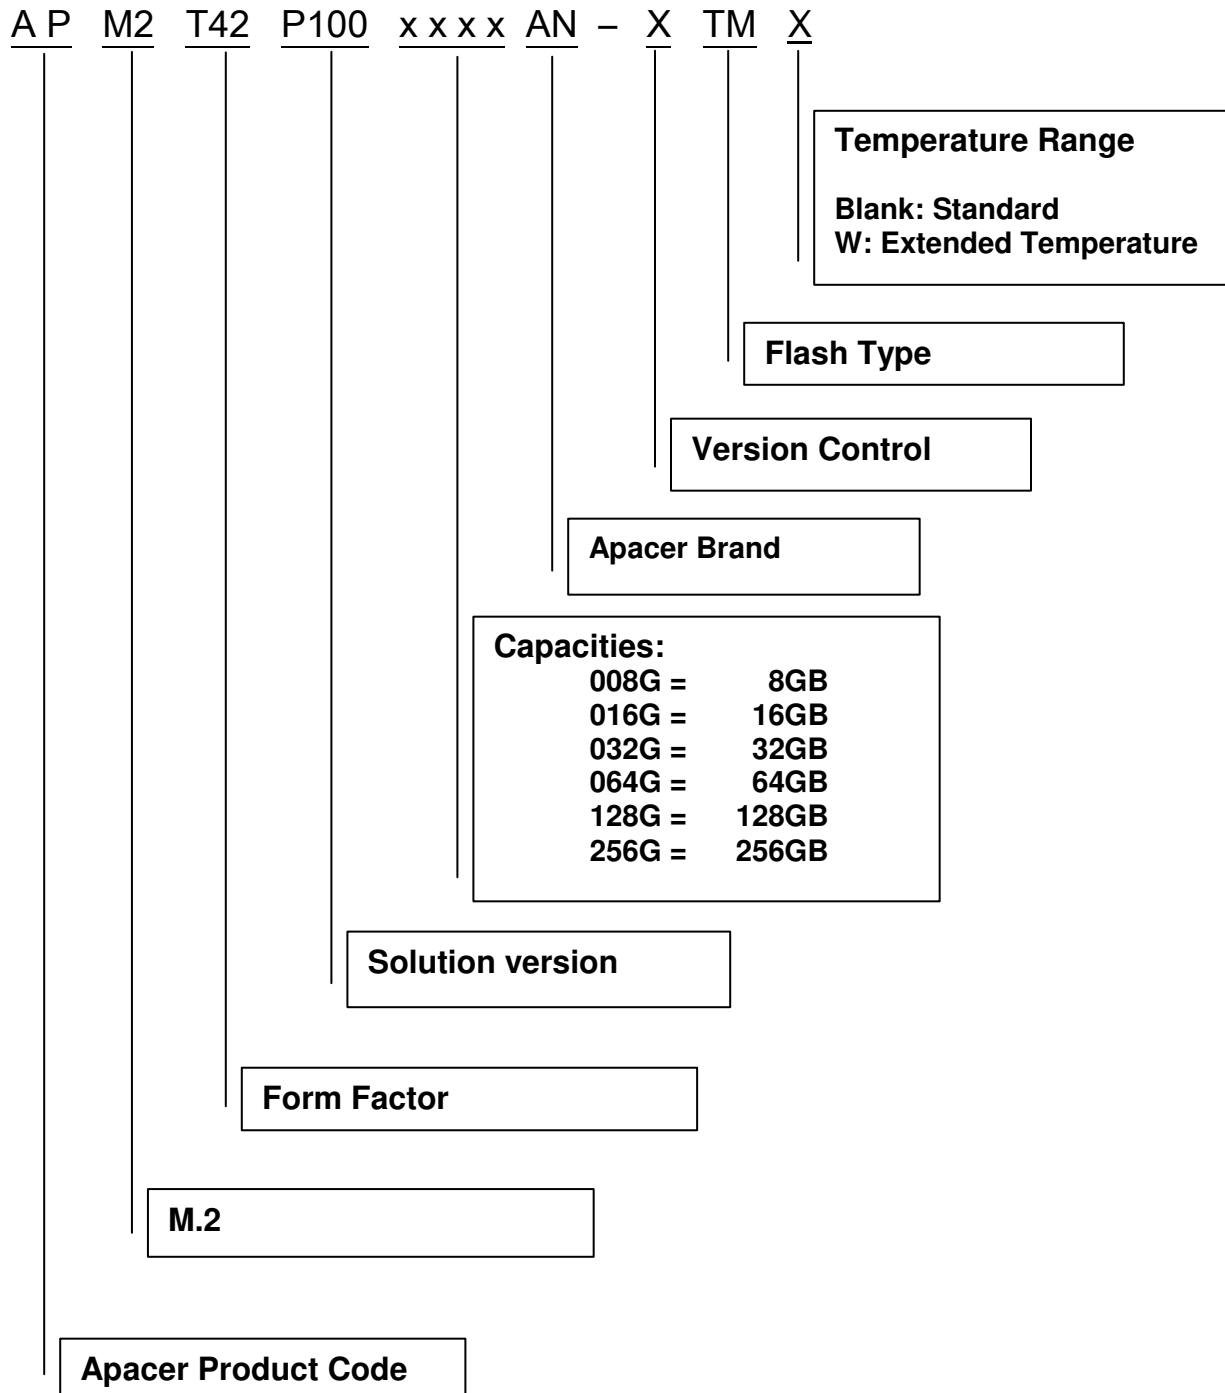 A P M2 T42 P100 x x x x AN – X TM X
Temperature Range
Blank: Standard
W: Extended Temperature
Flash Type
Version Control
Apacer Brand
Capacities:
008G = 8GB
016G = 16GB
032G = 32GB
064G = 64GB
128G = 128GB
256G = 256GB
Solution version
Form Factor
M.2
Apacer Product Code